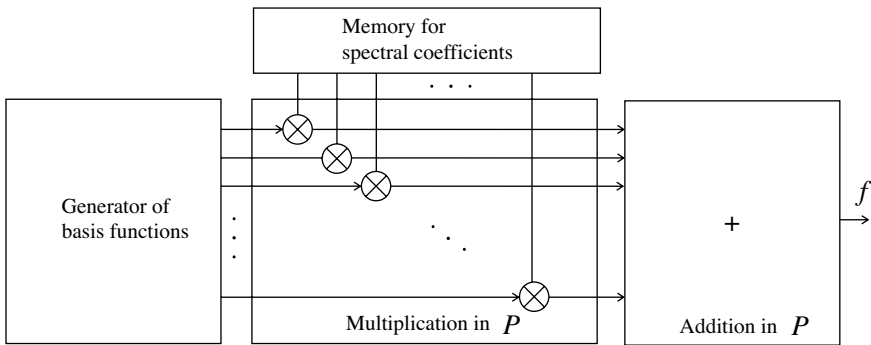 Memory for
spectral coefficients
. . .
Generator of
basis functions
+
f
Multiplication in P
Addition in P